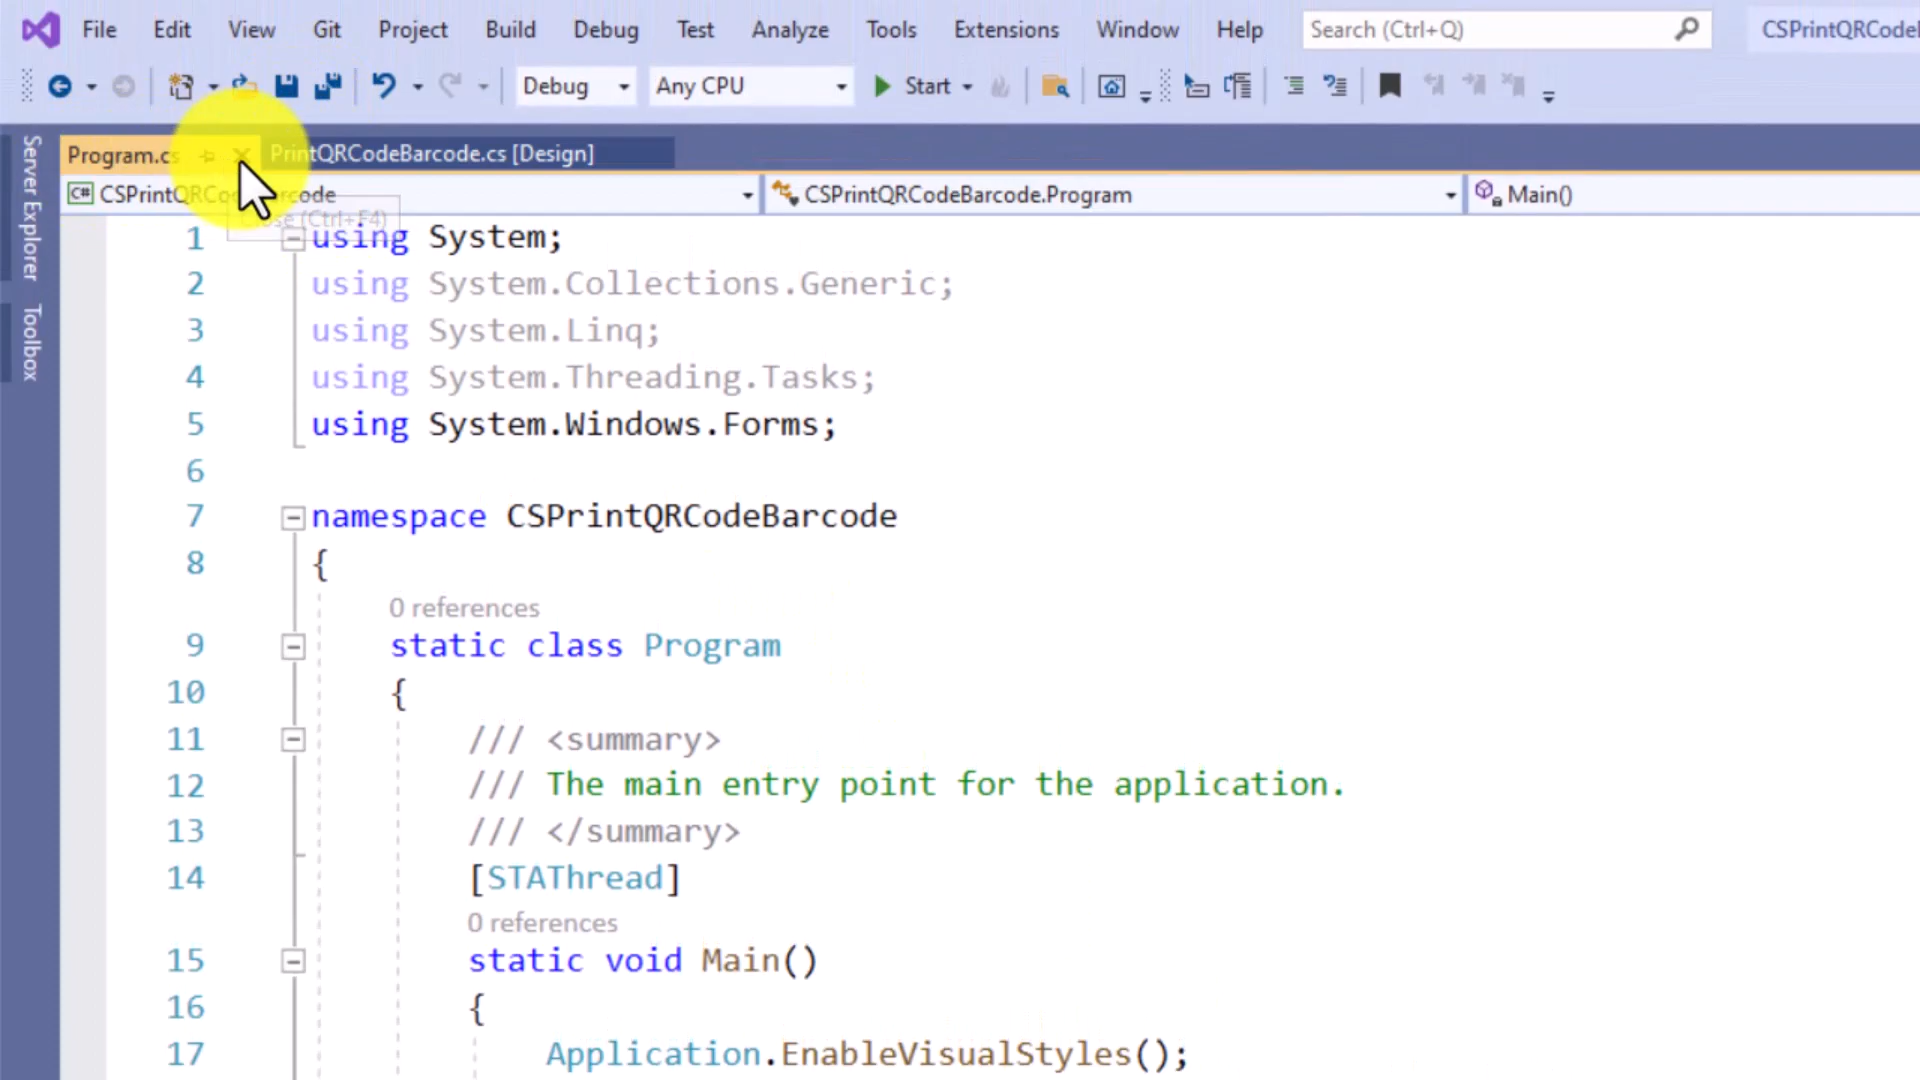 File Edit View Git Project Build Debug Test Analyze Tools Extensions Window Help Search (Ctrl+Q)
Debug Any CPU Start
Server Explorer
Toolbox
Program.cs PrintQRCodeBarcode.cs [Design]
C# CSPrintQRCodeBarcode CSPrintQRCodeBarcode.Program Main()
(Ctrl+F4)
1 using System;
2 using System.Collections.Generic;
3 using System.Linq;
4 using System.Threading.Tasks;
5 using System.Windows.Forms;
6
7 namespace CSPrintQRCodeBarcode
8 {
0 references
9 static class Program
10 {
11 /// <summary>
12 /// The main entry point for the application.
13 /// </summary>
14 [STAThread]
0 references
15 static void Main()
16 {
17 Application.EnableVisualStyles();